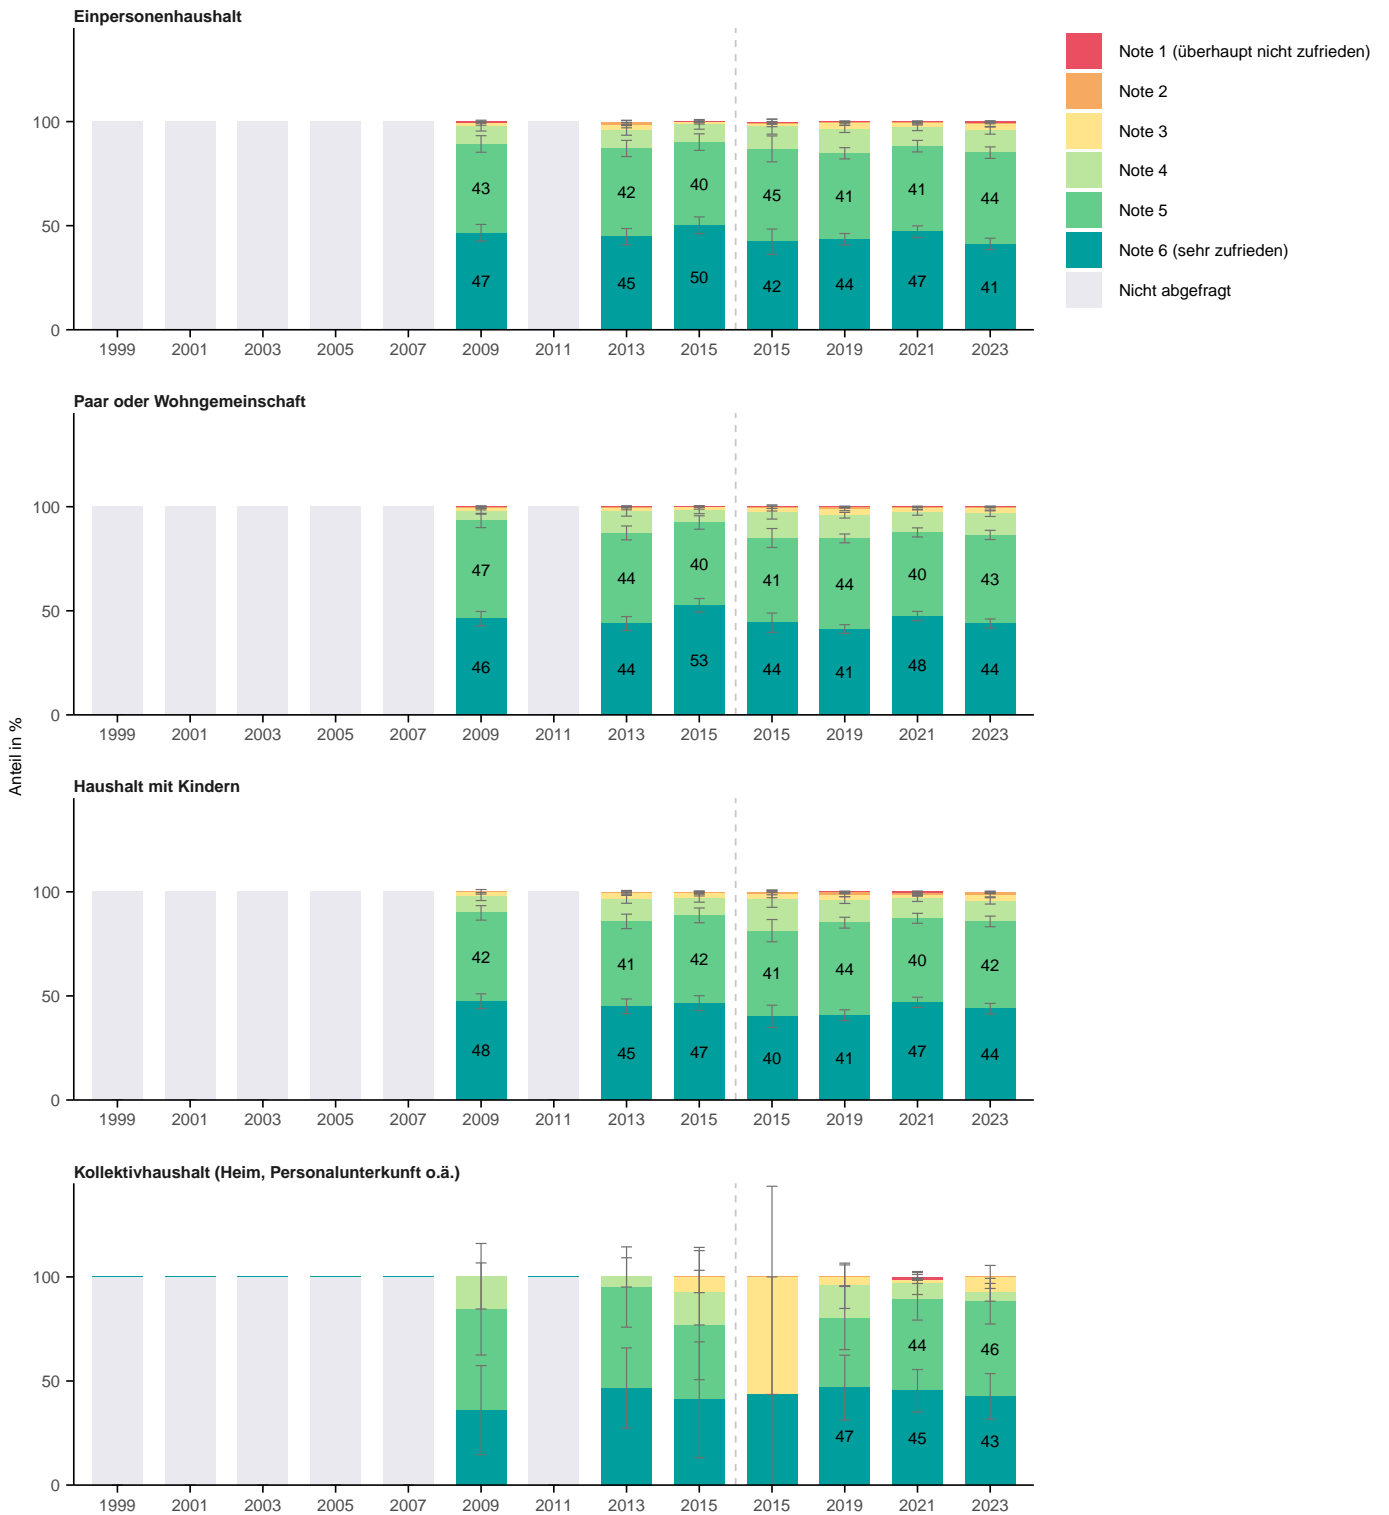 Einpersonenhaushalt
Note 1 (überhaupt nicht zufrieden)
Note 2
Note 3
Note 4
Note 5
Note 6 (sehr zufrieden)
Nicht abgefragt
Anteil in %
100
50
0
43 42 40 45 41 41 44
47 45 50 42 44 47 41
1999 2001 2003 2005 2007 2009 2011 2013 2015 2015 2019 2021 2023
Paar oder Wohngemeinschaft
100
50
0
47 44 40 41 44 40 43
46 44 53 44 41 48 44
1999 2001 2003 2005 2007 2009 2011 2013 2015 2015 2019 2021 2023
Haushalt mit Kindern
100
50
0
42 41 42 41 44 40 42
48 45 47 40 41 47 44
1999 2001 2003 2005 2007 2009 2011 2013 2015 2015 2019 2021 2023
Kollektivhaushalt (Heim, Personalunterkunft o.ä.)
100
50
0
44 46
47 45 43
1999 2001 2003 2005 2007 2009 2011 2013 2015 2015 2019 2021 2023